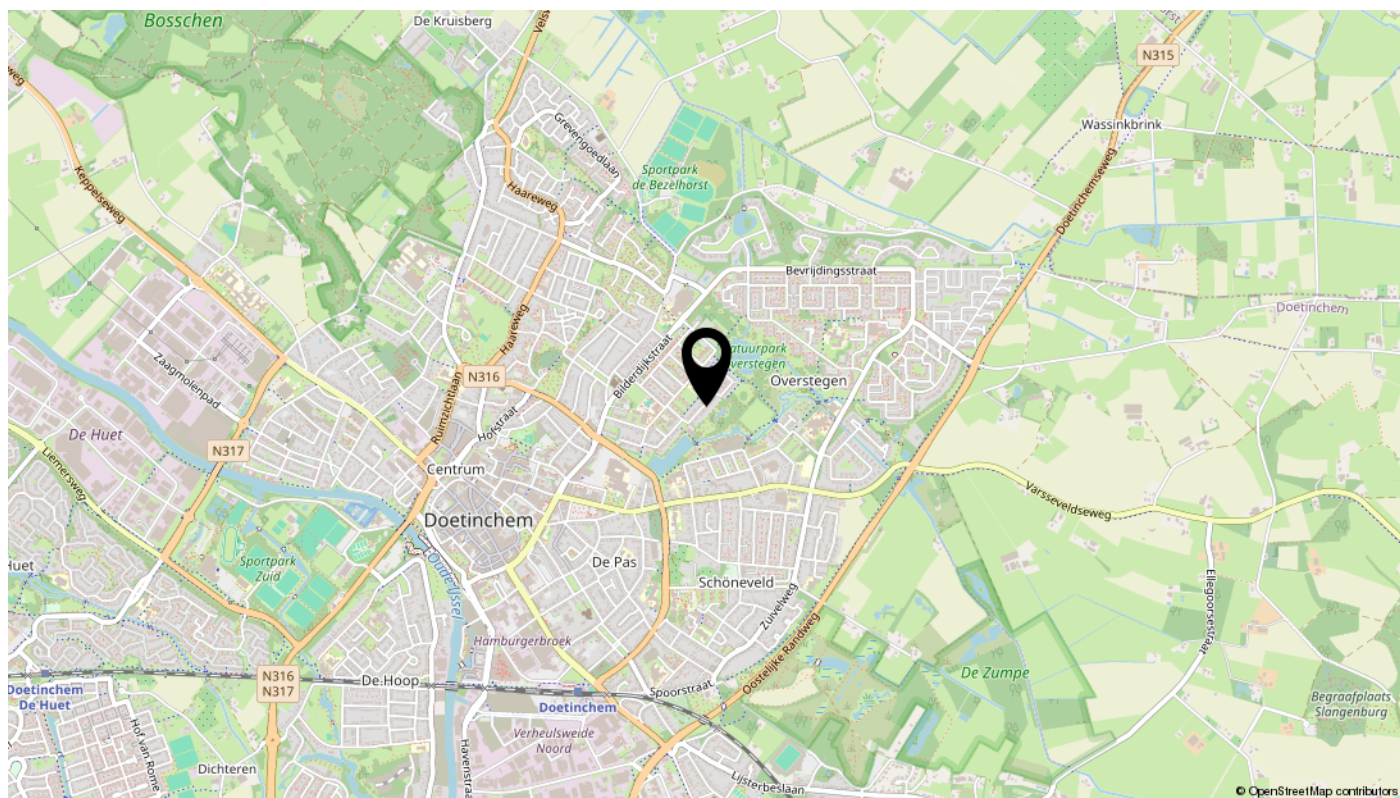 Bosschen
De Kruisberg
N315
Grevengoedlaan
Wassinkbrink
Keppelseweg
Sportpark
de Bezelhorst
Haareweg
Doetinchemseweg
Bevrijdingsstraat
Doetinchem
Haareweg
Zaagmolenpad
Bilderdijkstraat
Overstegen
N316
Ruimzichtlaan
Hofstraat
De Huet
N317
Liemersweg
Centrum
Varsseveldseweg
Doetinchem
Sportpark
Zuid
De Pas
Schöneveld
Oude IJssel
Zuivelweg
Ellegoorsestraat
Hamburgerbroek
Oostelijke Randweg
De Zumpe
N316
N317
De Hoop
Spoorstraat
Doetinchem
De Huet
Doetinchem
Begraafplaats
Slangenburg
Hof van Rome
Verheulsweide
Noord
Havenstraat
Dichteren
Lijsterbeslaan
© OpenStreetMap contributors